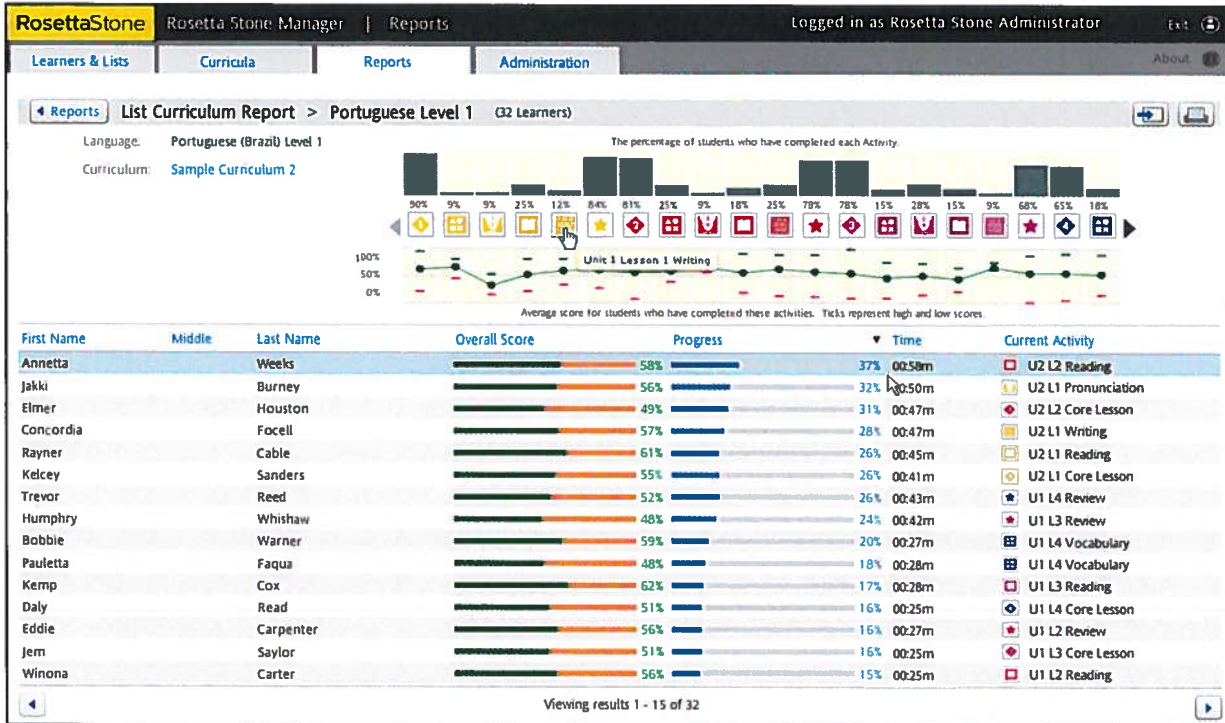 RosettaStone Rosetta Stone Manager | Reports Logged in as Rosetta Stone Administrator Exit
Learners & Lists Curricula Reports Administration About
Reports List Curriculum Report > Portuguese Level 1 (32 Learners)
Language: Portuguese (Brazil) Level 1 The percentage of students who have completed each Activity.
Curriculum: Sample Curriculum 2
90% 9% 9% 25% 12% 84% 81% 25% 9% 18% 25% 78% 78% 15% 28% 15% 9% 68% 65% 18%
Unit 1 Lesson 1 Writing
100%
50%
0%
Average score for students who have completed these activities. Ticks represent high and low scores.
First Name Middle Last Name Overall Score Progress Time Current Activity
Annetta Weeks 58% 37% 00:58m U2 L2 Reading
Jakki Burney 56% 32% 00:50m U2 L1 Pronunciation
Elmer Houston 49% 31% 00:47m U2 L2 Core Lesson
Concordia Focell 57% 28% 00:47m U2 L1 Writing
Rayner Cable 61% 26% 00:45m U2 L1 Reading
Kelcey Sanders 55% 26% 00:41m U2 L1 Core Lesson
Trevor Reed 52% 26% 00:43m U1 L4 Review
Humphry Whishaw 48% 24% 00:42m U1 L3 Review
Bobbie Warner 59% 20% 00:27m U1 L4 Vocabulary
Pauletta Faqua 48% 18% 00:28m U1 L4 Vocabulary
Kemp Cox 62% 17% 00:28m U1 L3 Reading
Daly Read 51% 16% 00:25m U1 L4 Core Lesson
Eddie Carpenter 56% 16% 00:27m U1 L2 Review
Jem Saylor 51% 16% 00:25m U1 L3 Core Lesson
Winona Carter 56% 15% 00:25m U1 L2 Reading
Viewing results 1 - 15 of 32